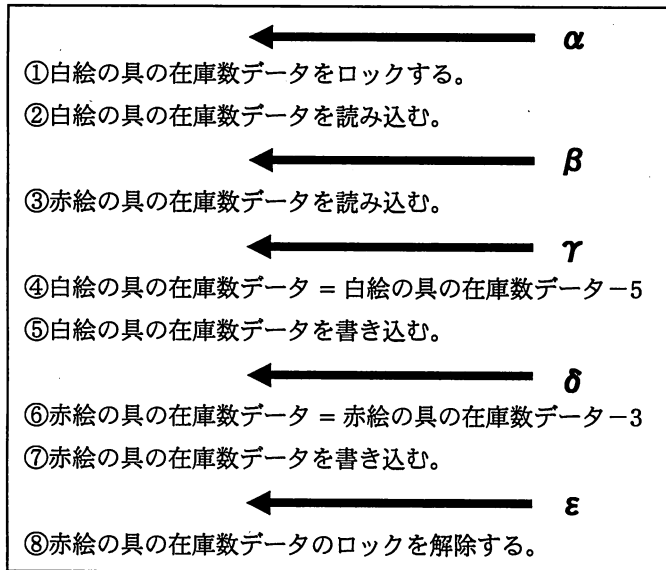 α
①白絵の具の在庫数データをロックする。
②白絵の具の在庫数データを読み込む。
β
③赤絵の具の在庫数データを読み込む。
γ
④白絵の具の在庫数データ = 白絵の具の在庫数データ−5
⑤白絵の具の在庫数データを書き込む。
δ
⑥赤絵の具の在庫数データ = 赤絵の具の在庫数データ−3
⑦赤絵の具の在庫数データを書き込む。
ε
⑧赤絵の具の在庫数データのロックを解除する。